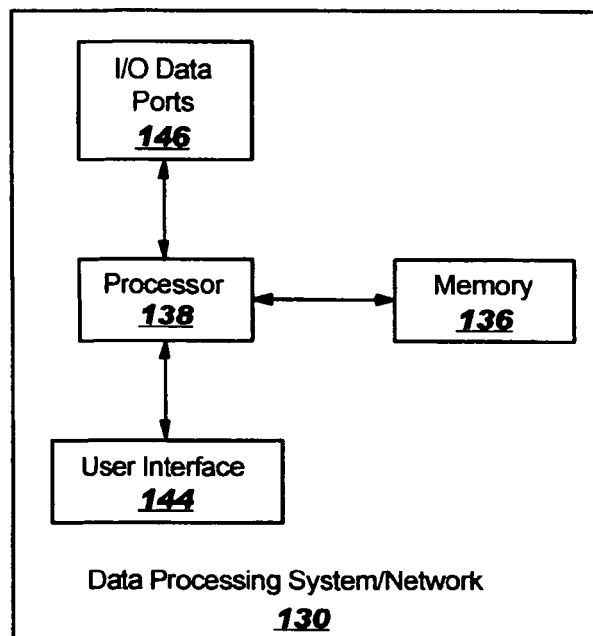 I/O Data
Ports
146
Processor
138
Memory
136
User Interface
144
Data Processing System/Network
130